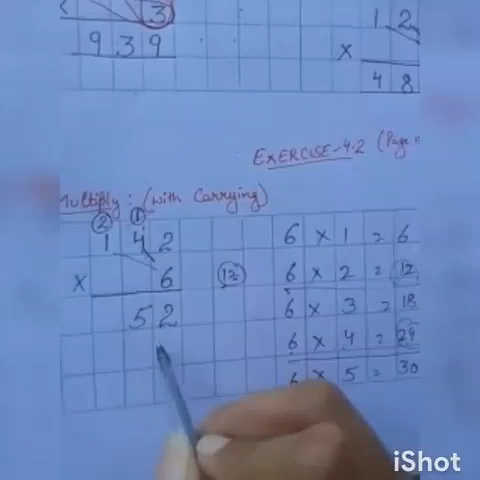 3
1 2
9 3 9
×
4 8
EXERCISE-4.2 (Page
Multiply: (with Carrying)
② ①
1 4 2
6 × 1 = 6
× 6
12
6 × 2 = 12
5 2
6 × 3 = 18
6 × 4 = 24
6 × 5 = 30
iShot